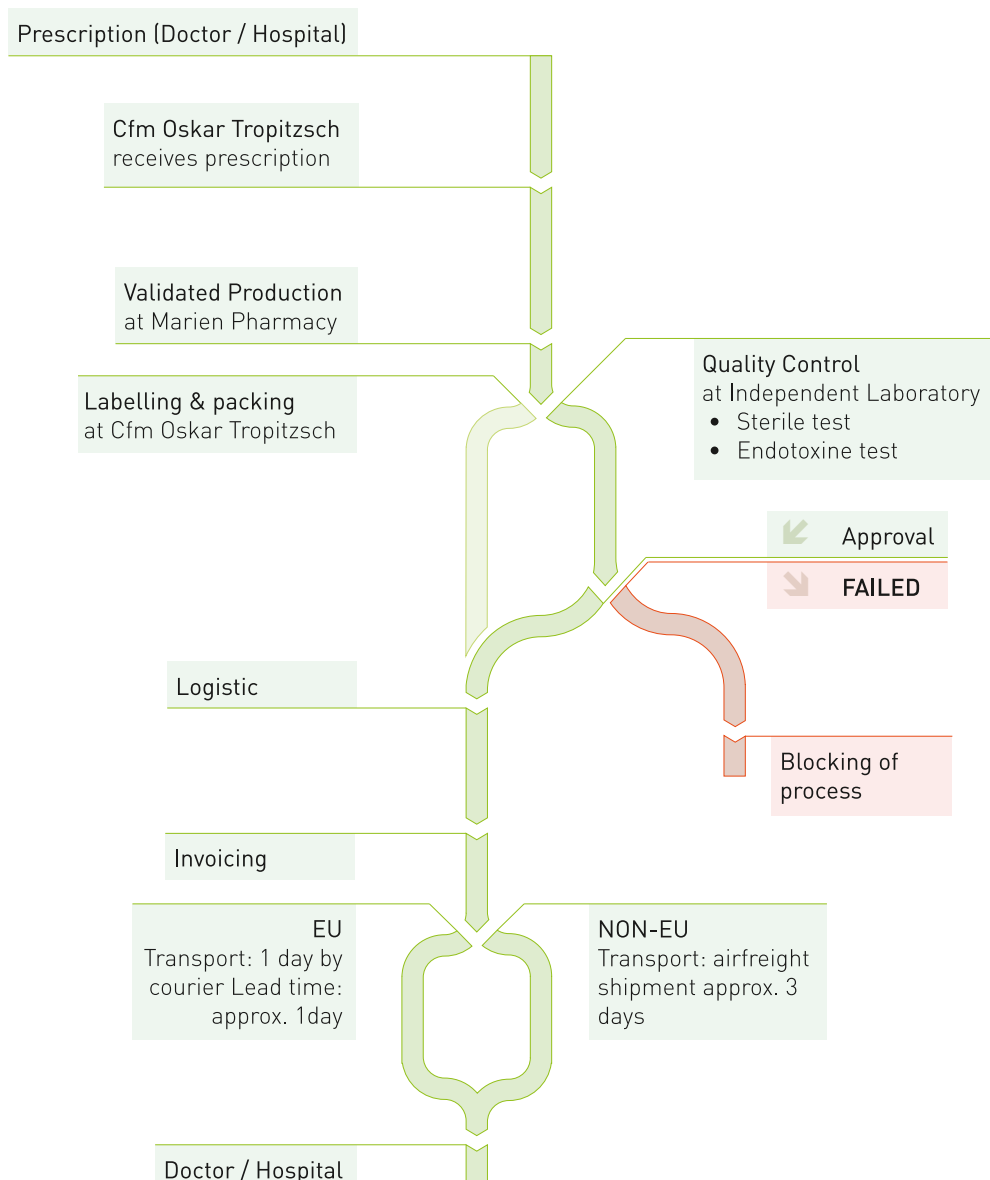 Prescription (Doctor / Hospital)
Cfm Oskar Tropitzsch
receives prescription
Validated Production
at Marien Pharmacy
Labelling & packing
at Cfm Oskar Tropitzsch
Quality Control
at Independent Laboratory
• Sterile test
• Endotoxine test
Approval
FAILED
Logistic
Blocking of
process
Invoicing
EU
Transport: 1 day by
courier Lead time:
approx. 1day
NON-EU
Transport: airfreight
shipment approx. 3
days
Doctor / Hospital